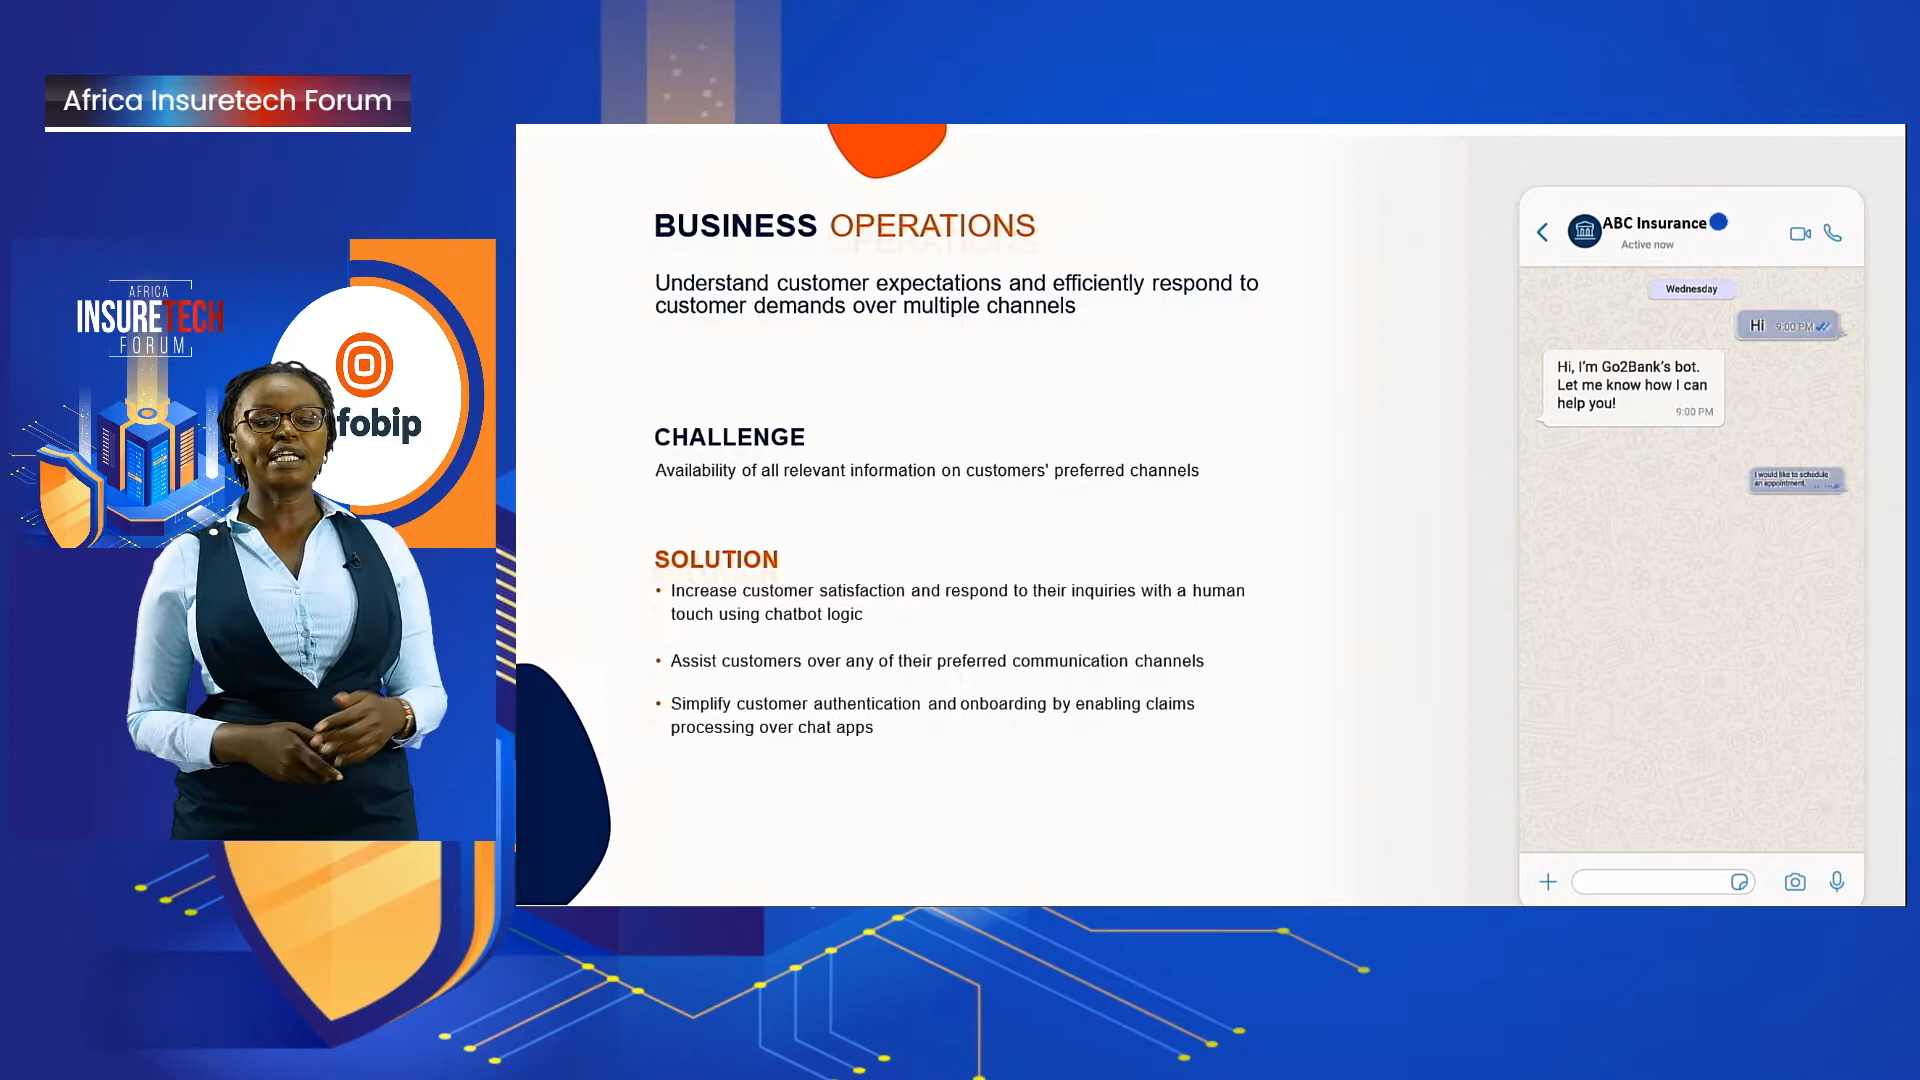 Africa Insuretech Forum
AFRICA
INSURETECH
FORUM
fobip
BUSINESS OPERATIONS
Understand customer expectations and efficiently respond to
customer demands over multiple channels
CHALLENGE
Availability of all relevant information on customers' preferred channels
SOLUTION
• Increase customer satisfaction and respond to their inquiries with a human
touch using chatbot logic
• Assist customers over any of their preferred communication channels
• Simplify customer authentication and onboarding by enabling claims
processing over chat apps
ABC Insurance
Active now
Wednesday
Hi 9:00 PM
Hi, I'm Go2Bank's bot.
Let me know how I can
help you!
9:00 PM
I would like to schedule
an appointment.